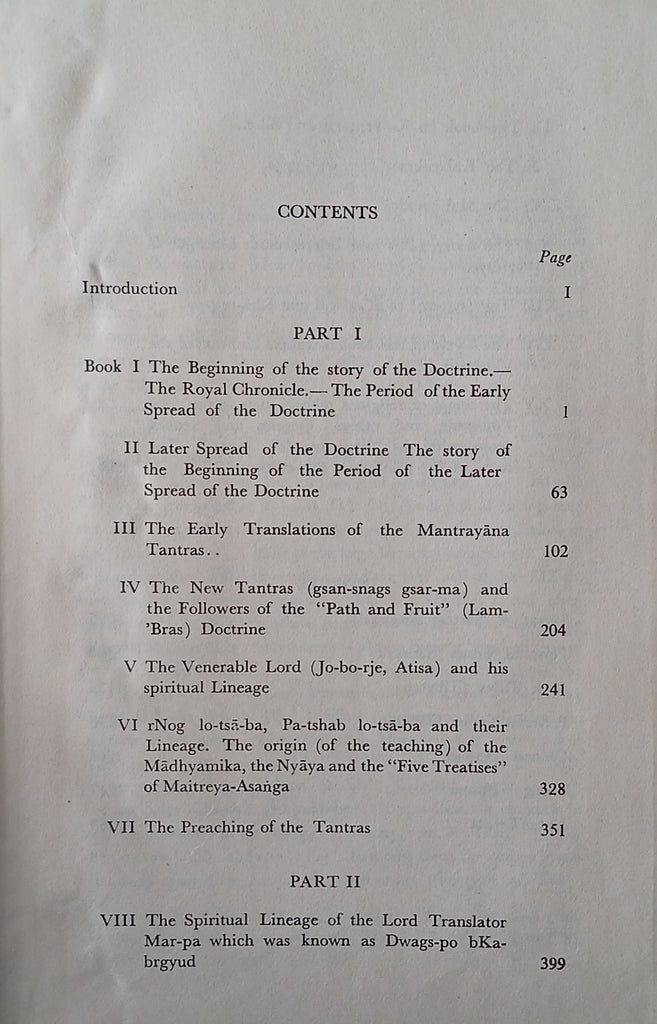 CONTENTS
Page
Introduction I
PART I
Book I The Beginning of the story of the Doctrine.—
The Royal Chronicle.—The Period of the Early
Spread of the Doctrine 1
II Later Spread of the Doctrine The story of
the Beginning of the Period of the Later
Spread of the Doctrine 63
III The Early Translations of the Mantrayāna
Tantras.. 102
IV The New Tantras (gsan-snags gsar-ma) and
the Followers of the “Path and Fruit” (Lam-
’Bras) Doctrine 204
V The Venerable Lord (Jo-bo-rje, Atisa) and his
spiritual Lineage 241
VI rNog lo-tsā-ba, Pa-tshab lo-tsā-ba and their
Lineage. The origin (of the teaching) of the
Mādhyamika, the Nyāya and the “Five Treatises”
of Maitreya-Asaṅga 328
VII The Preaching of the Tantras 351
PART II
VIII The Spiritual Lineage of the Lord Translator
Mar-pa which was known as Dwags-po bKa-
brgyud 399